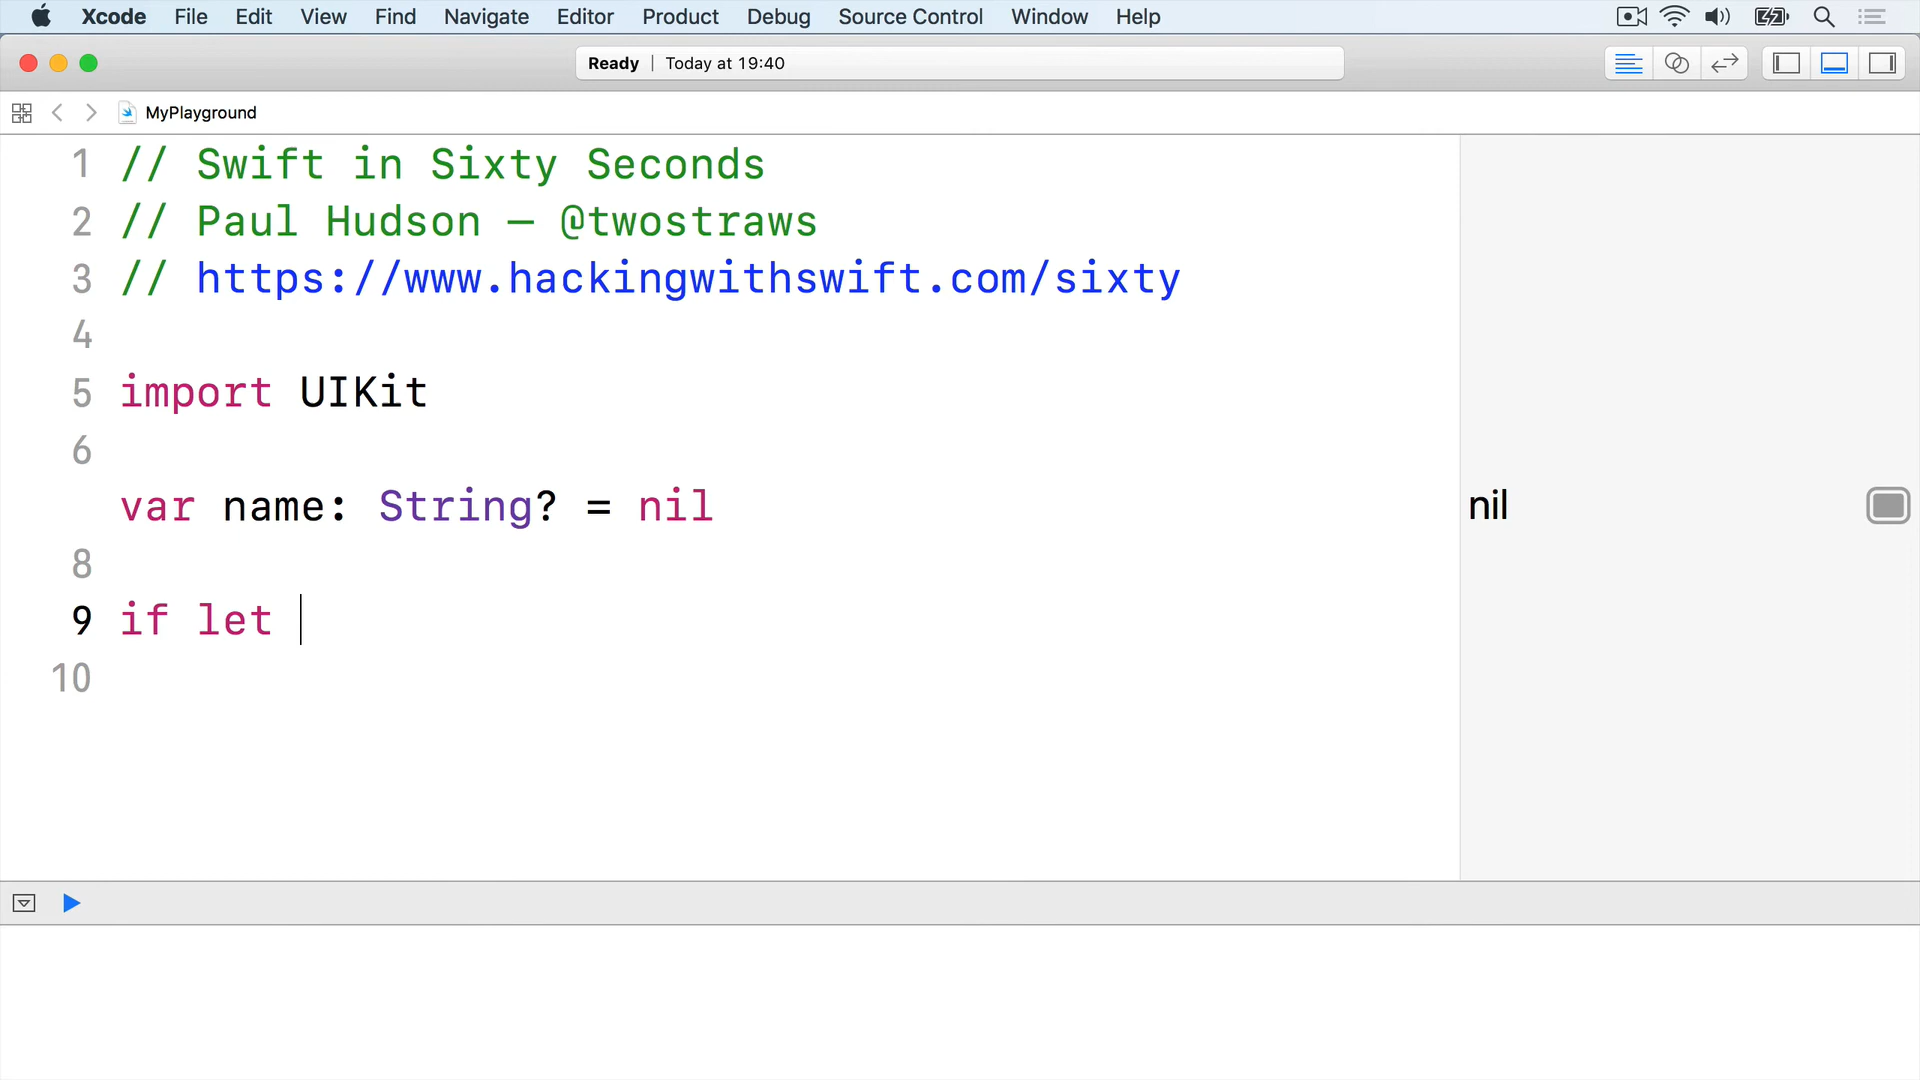 Xcode File Edit View Find Navigate Editor Product Debug Source Control Window Help
Ready | Today at 19:40
MyPlayground
1 // Swift in Sixty Seconds
2 // Paul Hudson — @twostraws
3 // https://www.hackingwithswift.com/sixty
4
5 import UIKit
6
var name: String? = nil nil
8
9 if let
10